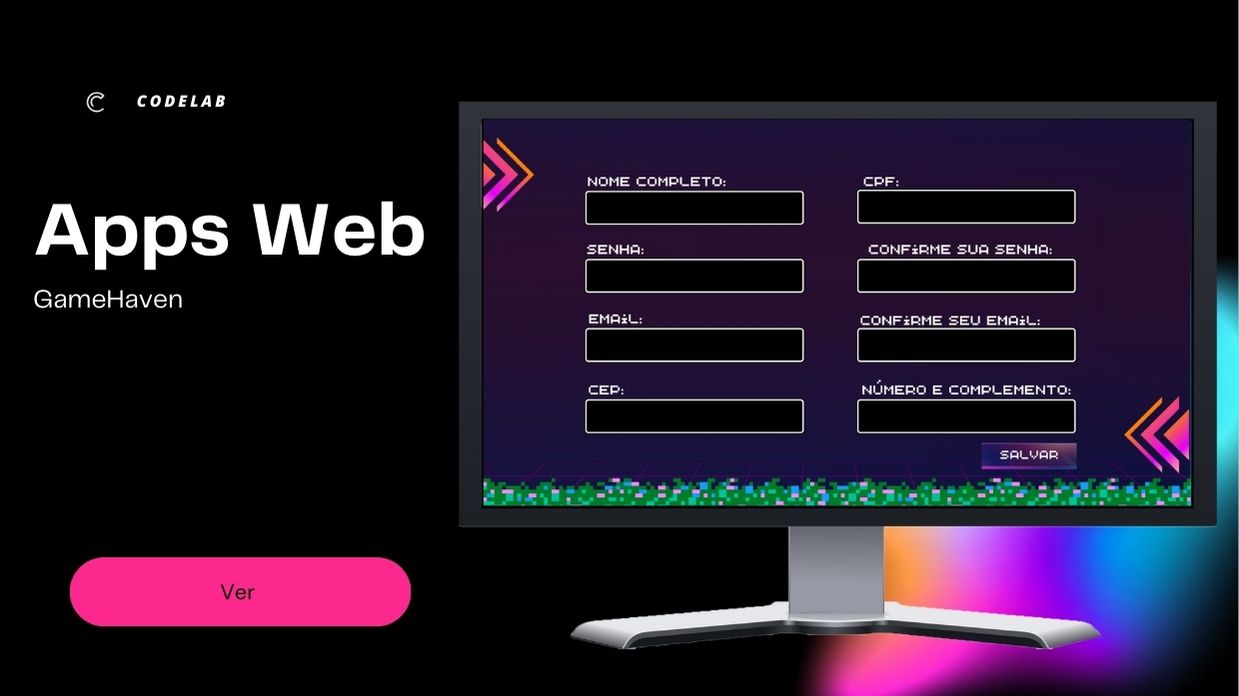 CODELAB
Apps Web
GameHaven
Ver
NOME COMPLETO:
CPF:
SENHA:
CONFiRME SUA SENHA:
EMAiL:
CONFiRME SEU EMAiL:
CEP:
NÚMERO E COMPLEMENTO:
SALVAR